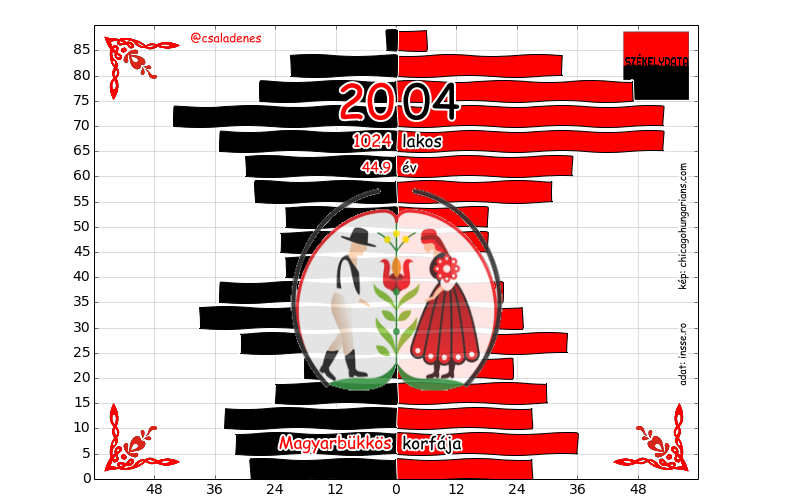 @csaladenes
SZÉKELYDATA
2004
1024 lakos
44.9 év
kép: chicagohungarians.com
adat: insse.ro
Magyarbükkös korfája
85
80
75
70
65
60
55
50
45
40
35
30
25
20
15
10
5
0
48 36 24 12 0 12 24 36 48